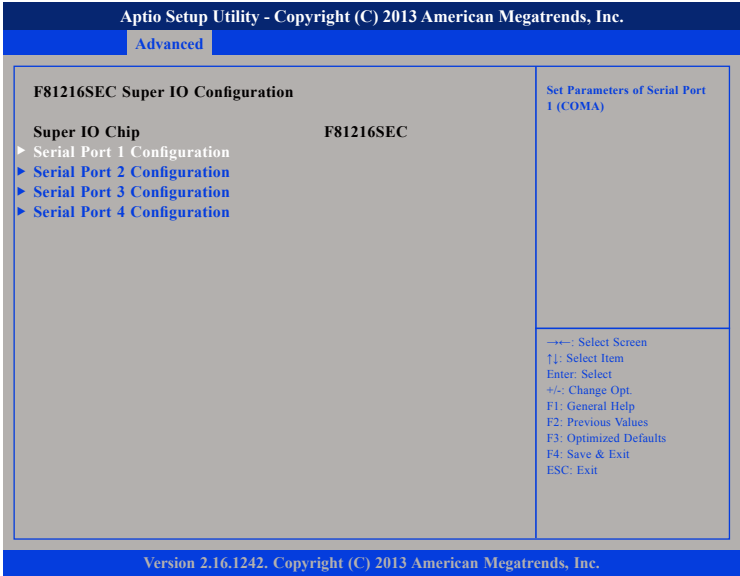 Aptio Setup Utility - Copyright (C) 2013 American Megatrends, Inc.
Advanced
F81216SEC Super IO Configuration
Super IO Chip F81216SEC
▶ Serial Port 1 Configuration
▶ Serial Port 2 Configuration
▶ Serial Port 3 Configuration
▶ Serial Port 4 Configuration
Set Parameters of Serial Port
1 (COMA)
→←: Select Screen
↑↓: Select Item
Enter: Select
+/-: Change Opt.
F1: General Help
F2: Previous Values
F3: Optimized Defaults
F4: Save & Exit
ESC: Exit
Version 2.16.1242. Copyright (C) 2013 American Megatrends, Inc.